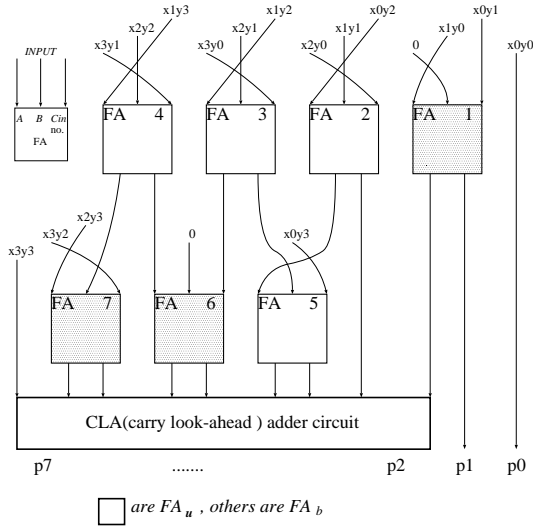 x1y3 x1y2 x0y2 x0y1
x2y2 x2y1 x1y1 x1y0
x3y1 x3y0 x2y0 0 x0y0
INPUT
A B Cin
no.
FA
FA 4 FA 3 FA 2 FA 1
x2y3
x3y2 0 x0y3
x3y3
FA 7 FA 6 FA 5
CLA(carry look-ahead ) adder circuit
p7 ....... p2 p1 p0
are FA u , others are FA b